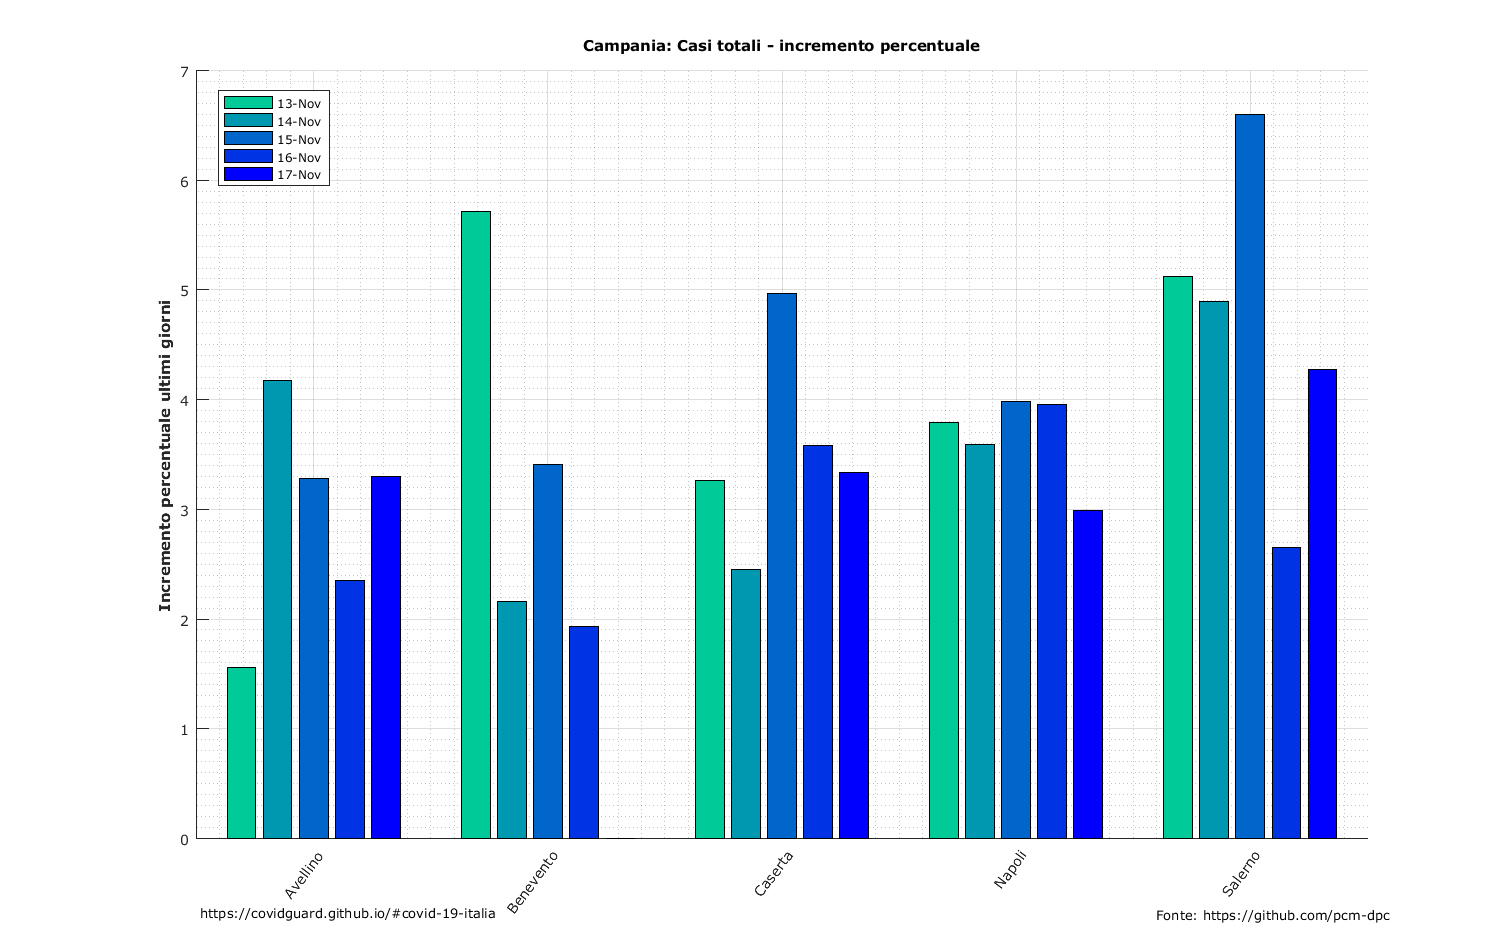 Campania: Casi totali - incremento percentuale
7
6
5
4
3
2
1
0
Incremento percentuale ultimi giorni
13-Nov
14-Nov
15-Nov
16-Nov
17-Nov
Avellino
Benevento
Caserta
Napoli
Salerno
https://covidguard.github.io/#covid-19-italia
Fonte: https://github.com/pcm-dpc